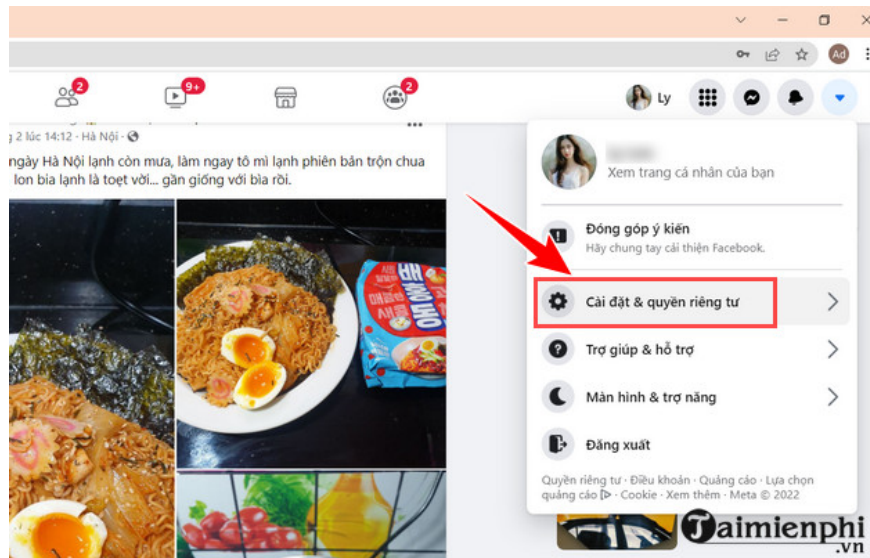 Ad
2
9+
2
Ly
2 lúc 14:12 · Hà Nội ·
ngày Hà Nội lạnh còn mưa, làm ngay tô mì lạnh phiên bản trộn chua
lon bia lạnh là toẹt vời... gần giống với bìa rồi.
배홍동
Xem trang cá nhân của bạn
Đóng góp ý kiến
Hãy chung tay cải thiện Facebook.
Cài đặt & quyền riêng tư
Trợ giúp & hỗ trợ
Màn hình & trợ năng
Đăng xuất
Quyền riêng tư · Điều khoản · Quảng cáo · Lựa chọn
quảng cáo · Cookie · Xem thêm · Meta © 2022
Taimienphi
.vn